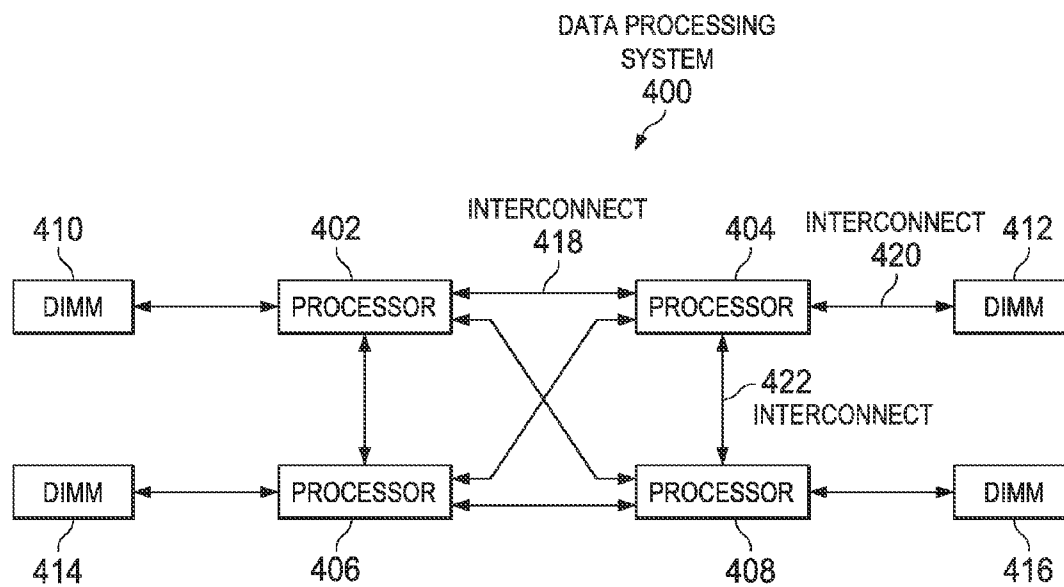 DATA PROCESSING
SYSTEM
400
410
402
INTERCONNECT
418
404
INTERCONNECT
420
412
DIMM
PROCESSOR
PROCESSOR
DIMM
422
INTERCONNECT
DIMM
PROCESSOR
PROCESSOR
DIMM
414
406
408
416